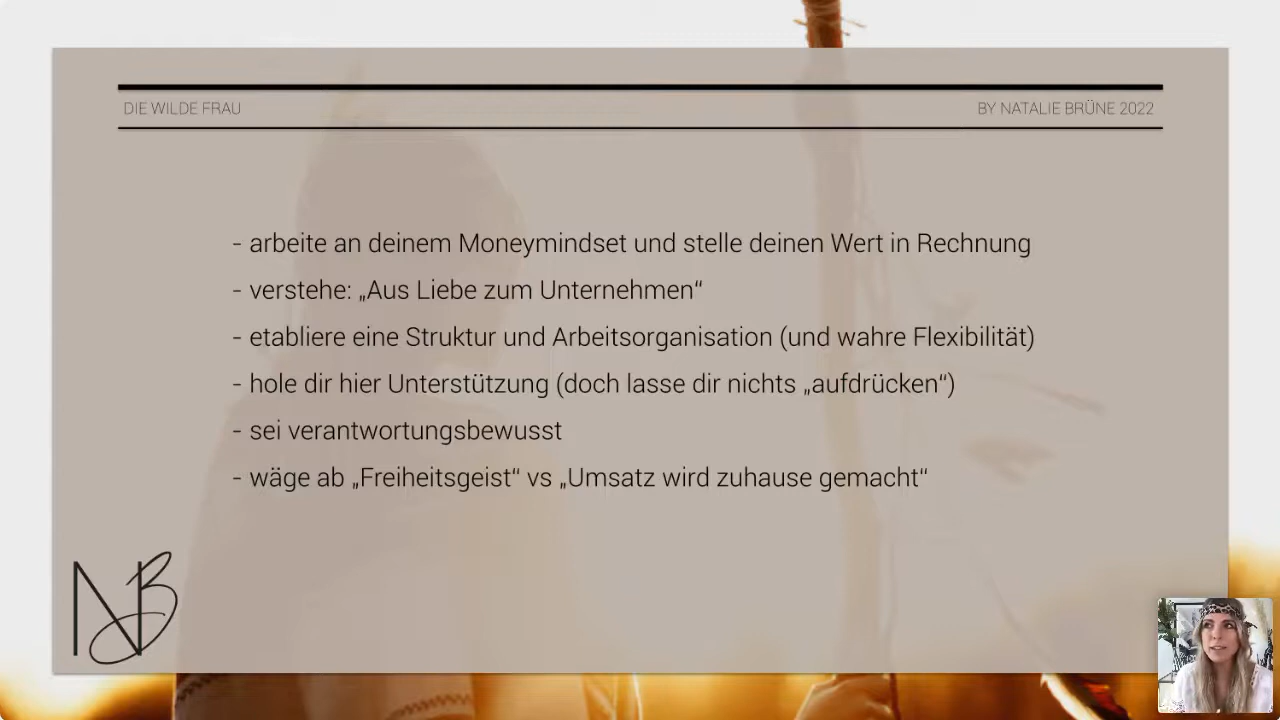 DIE WILDE FRAU
BY NATALIE BRÜNE 2022
- arbeite an deinem Moneymindset und stelle deinen Wert in Rechnung
- verstehe: „Aus Liebe zum Unternehmen“
- etabliere eine Struktur und Arbeitsorganisation (und wahre Flexibilität)
- hole dir hier Unterstützung (doch lasse dir nichts „aufdrücken“)
- sei verantwortungsbewusst
- wäge ab „Freiheitsgeist“ vs „Umsatz wird zuhause gemacht“
NB